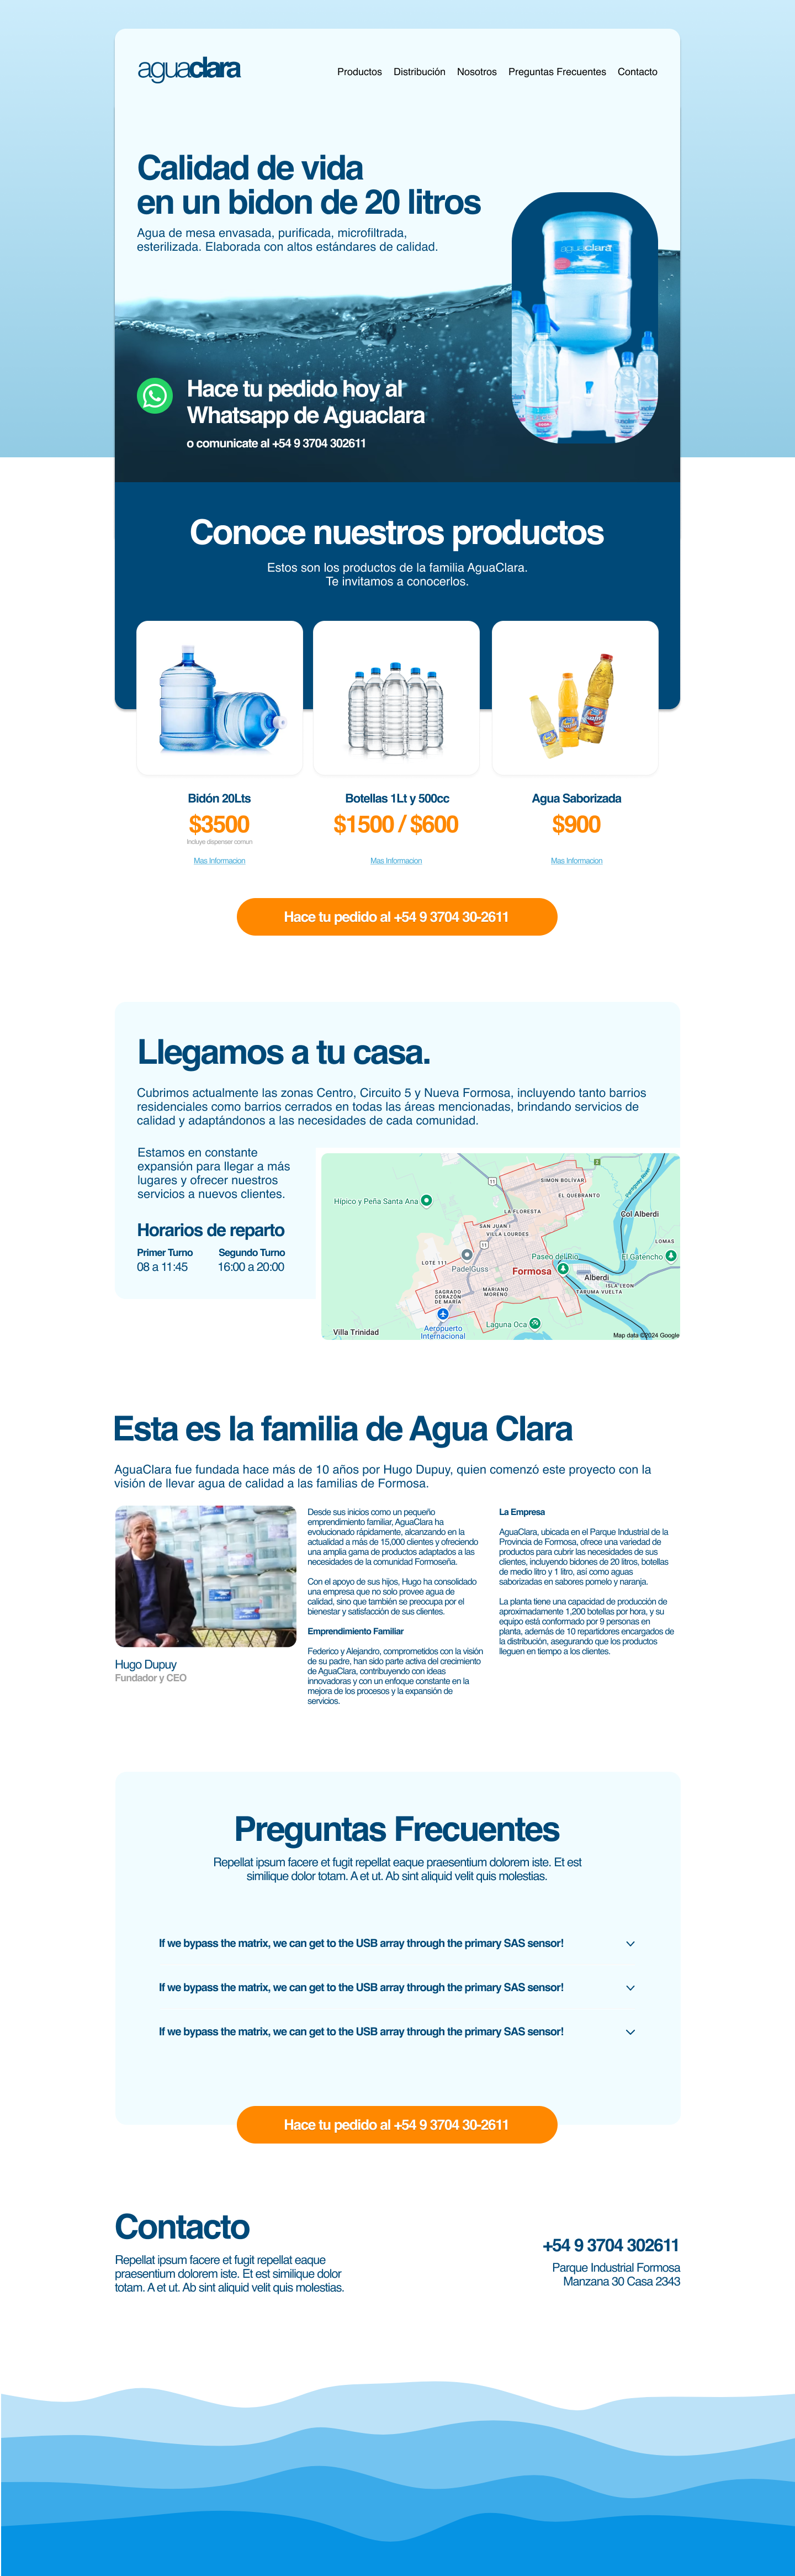 aguaclara
Productos Distribución Nosotros Preguntas Frecuentes Contacto
Calidad de vida
en un bidon de 20 litros
Agua de mesa envasada, purificada, microfiltrada,
esterilizada. Elaborada con altos estándares de calidad.
aguaclara
Hace tu pedido hoy al
Whatsapp de Aguaclara
o comunicate al +54 9 3704 302611
Conoce nuestros productos
Estos son los productos de la familia AguaClara.
Te invitamos a conocerlos.
Bidón 20Lts
$3500
Incluye dispenser comun
Mas Informacion
Botellas 1Lt y 500cc
$1500 / $600
Mas Informacion
Agua Saborizada
$900
Mas Informacion
Hace tu pedido al +54 9 3704 30-2611
Llegamos a tu casa.
Cubrimos actualmente las zonas Centro, Circuito 5 y Nueva Formosa, incluyendo tanto barrios
residenciales como barrios cerrados en todas las áreas mencionadas, brindando servicios de
calidad y adaptándonos a las necesidades de cada comunidad.
Estamos en constante
expansión para llegar a más
lugares y ofrecer nuestros
servicios a nuevos clientes.
Horarios de reparto
Primer Turno
08 a 11:45
Segundo Turno
16:00 a 20:00
11
SIMON BOLÍVAR
Paraguay River
EL QUEBRANTO
Hípico y Peña Santa Ana
LA FLORESTA
Col Alberdi
SAN JUAN I
VILLA LOURDES
LOMAS
11
LOTE 111
Padel Guss
Paseo del Río
El Gatencho
Formosa
Alberdi
ISLA LEON
TARUMA VUELTA
SAGRADO
CORAZÓN
DE MARÍA
MARIANO
MORENO
Aeropuerto
Internacional
Laguna Oca
Villa Trinidad
Map data ©2024 Google
Esta es la familia de Agua Clara
AguaClara fue fundada hace más de 10 años por Hugo Dupuy, quien comenzó este proyecto con la
visión de llevar agua de calidad a las familias de Formosa.
Hugo Dupuy
Fundador y CEO
Desde sus inicios como un pequeño
emprendimiento familiar, AguaClara ha
evolucionado rápidamente, alcanzando en la
actualidad a más de 15,000 clientes y ofreciendo
una amplia gama de productos adaptados a las
necesidades de la comunidad Formoseña.
Con el apoyo de sus hijos, Hugo ha consolidado
una empresa que no solo provee agua de
calidad, sino que también se preocupa por el
bienestar y satisfacción de sus clientes.
Emprendimiento Familiar
Federico y Alejandro, comprometidos con la visión
de su padre, han sido parte activa del crecimiento
de AguaClara, contribuyendo con ideas
innovadoras y con un enfoque constante en la
mejora de los procesos y la expansión de
servicios.
La Empresa
AguaClara, ubicada en el Parque Industrial de la
Provincia de Formosa, ofrece una variedad de
productos para cubrir las necesidades de sus
clientes, incluyendo bidones de 20 litros, botellas
de medio litro y 1 litro, así como aguas
saborizadas en sabores pomelo y naranja.
La planta tiene una capacidad de producción de
aproximadamente 1,200 botellas por hora, y su
equipo está conformado por 9 personas en
planta, además de 10 repartidores encargados de
la distribución, asegurando que los productos
lleguen en tiempo a los clientes.
Preguntas Frecuentes
Repellat ipsum facere et fugit repellat eaque praesentium dolorem iste. Et est
similique dolor totam. A et ut. Ab sint aliquid velit quis molestias.
If we bypass the matrix, we can get to the USB array through the primary SAS sensor!
If we bypass the matrix, we can get to the USB array through the primary SAS sensor!
If we bypass the matrix, we can get to the USB array through the primary SAS sensor!
Hace tu pedido al +54 9 3704 30-2611
Contacto
Repellat ipsum facere et fugit repellat eaque
praesentium dolorem iste. Et est similique dolor
totam. A et ut. Ab sint aliquid velit quis molestias.
+54 9 3704 302611
Parque Industrial Formosa
Manzana 30 Casa 2343